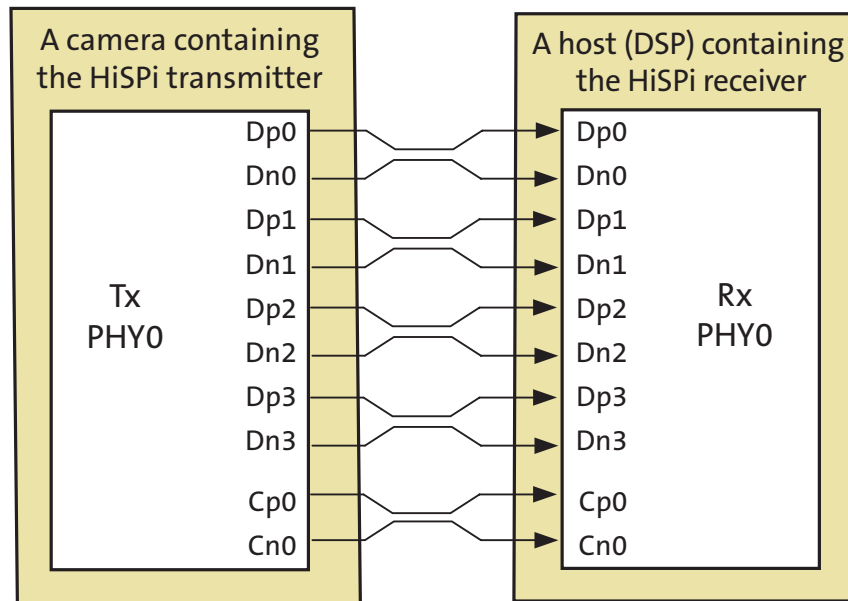 A camera containing
the HiSPi transmitter
Tx
PHY0
Dp0
Dn0
Dp1
Dn1
Dp2
Dn2
Dp3
Dn3
Cp0
Cn0
A host (DSP) containing
the HiSPi receiver
Dp0
Dn0
Dp1
Dn1
Dp2
Dn2
Dp3
Dn3
Cp0
Cn0
Rx
PHY0